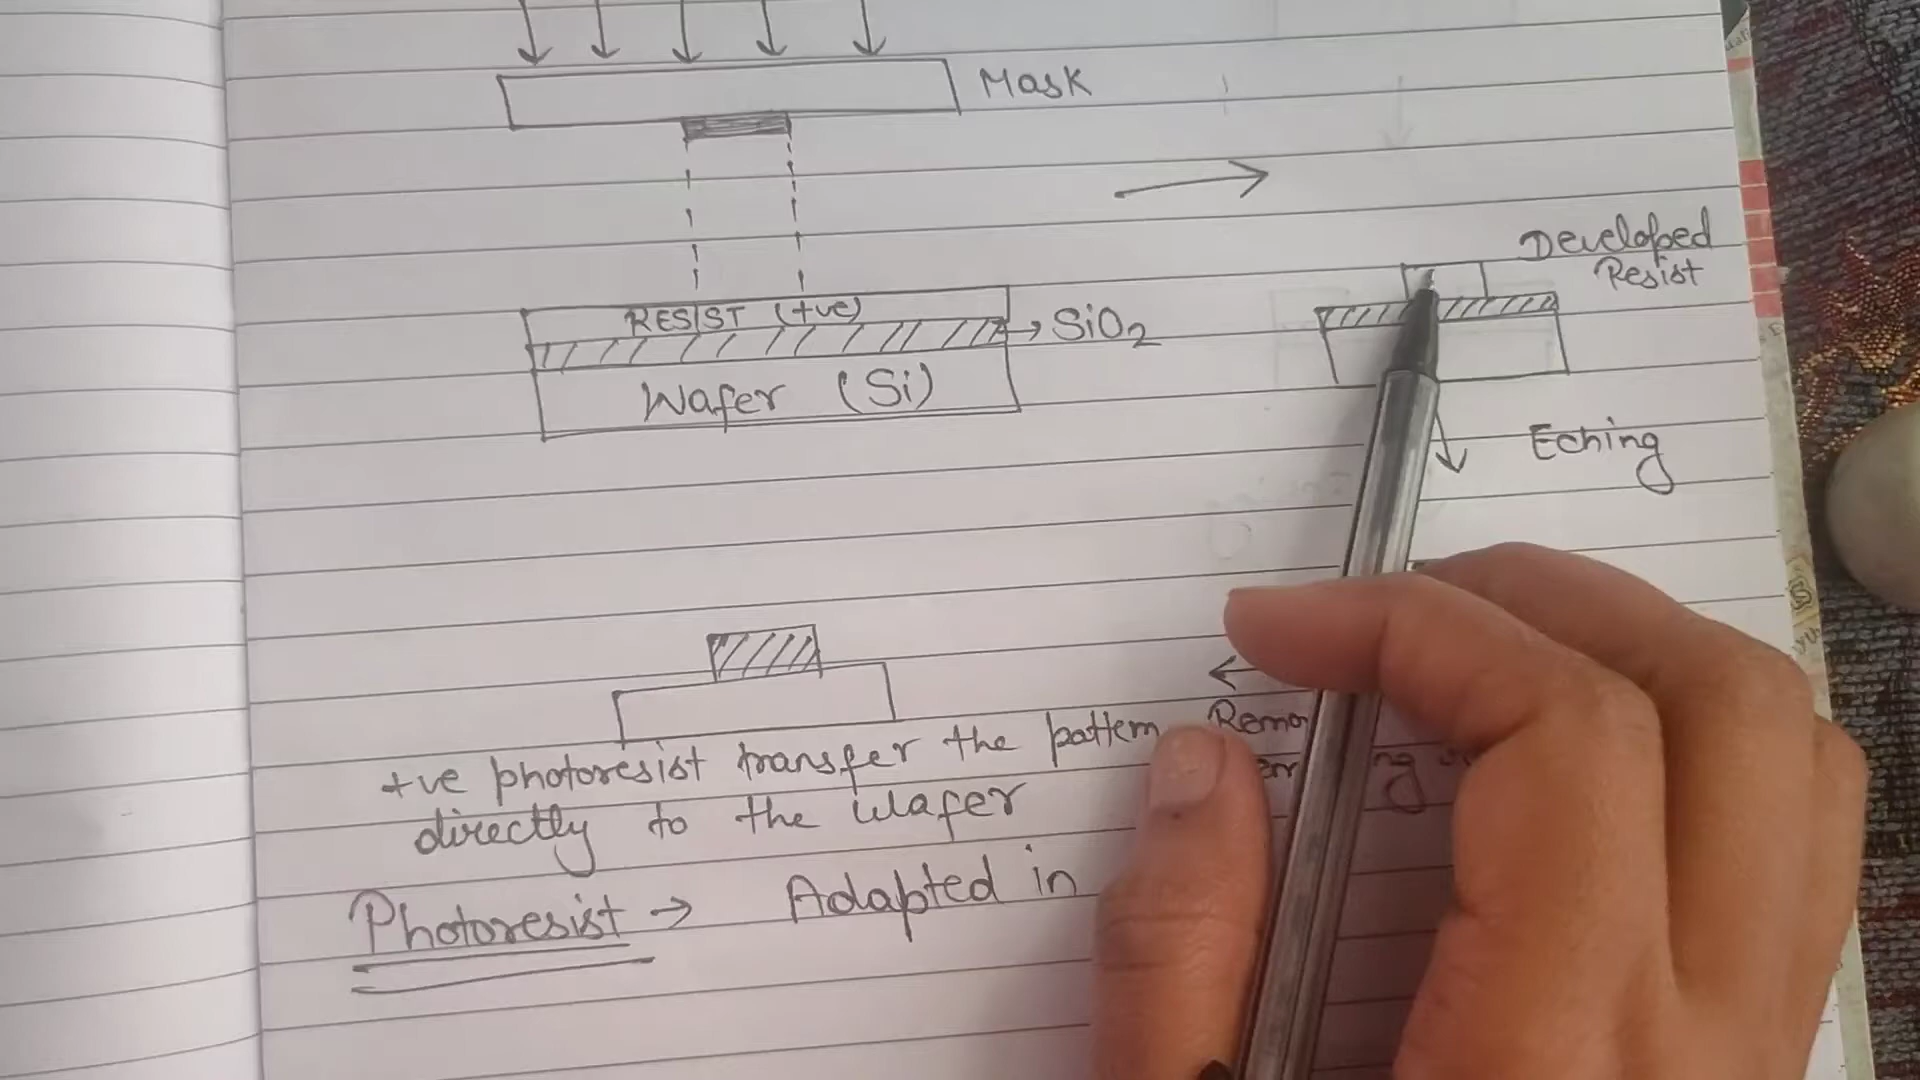 Mask
Developed
Resist
RESIST (+ve)
SiO2
Wafer (Si)
Eching
+ve photoresist transfer the pattern
directly to the Wafer
Photoresist → Adapted in